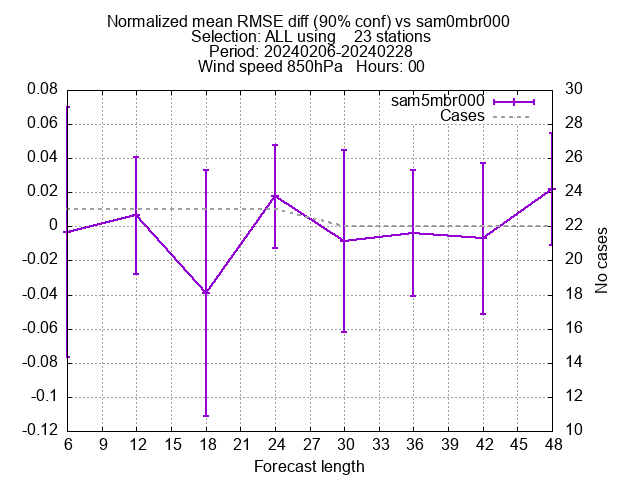 Normalized mean RMSE diff (90% conf) vs sam0mbr000
Selection: ALL using    23 stations
Period: 20240206-20240228
Wind speed 850hPa   Hours: 00
sam5mbr000
Cases
0.08
0.06
0.04
0.02
0
-0.02
-0.04
-0.06
-0.08
-0.1
-0.12
30
28
26
24
22
20
18
16
14
12
10
No cases
6 9 12 15 18 21 24 27 30 33 36 39 42 45 48
Forecast length